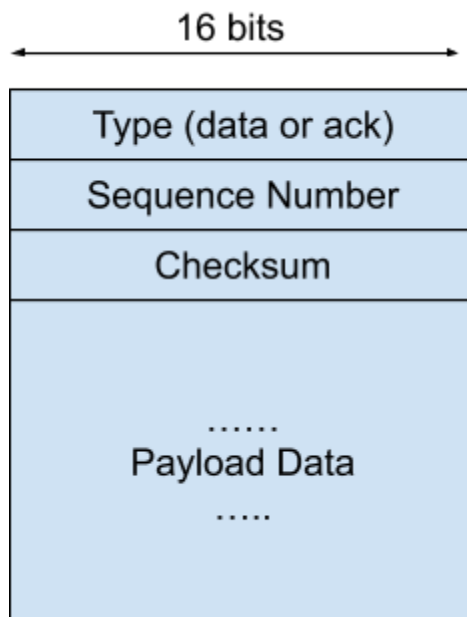 16 bits
Type (data or ack)
Sequence Number
Checksum
……
Payload Data
…..